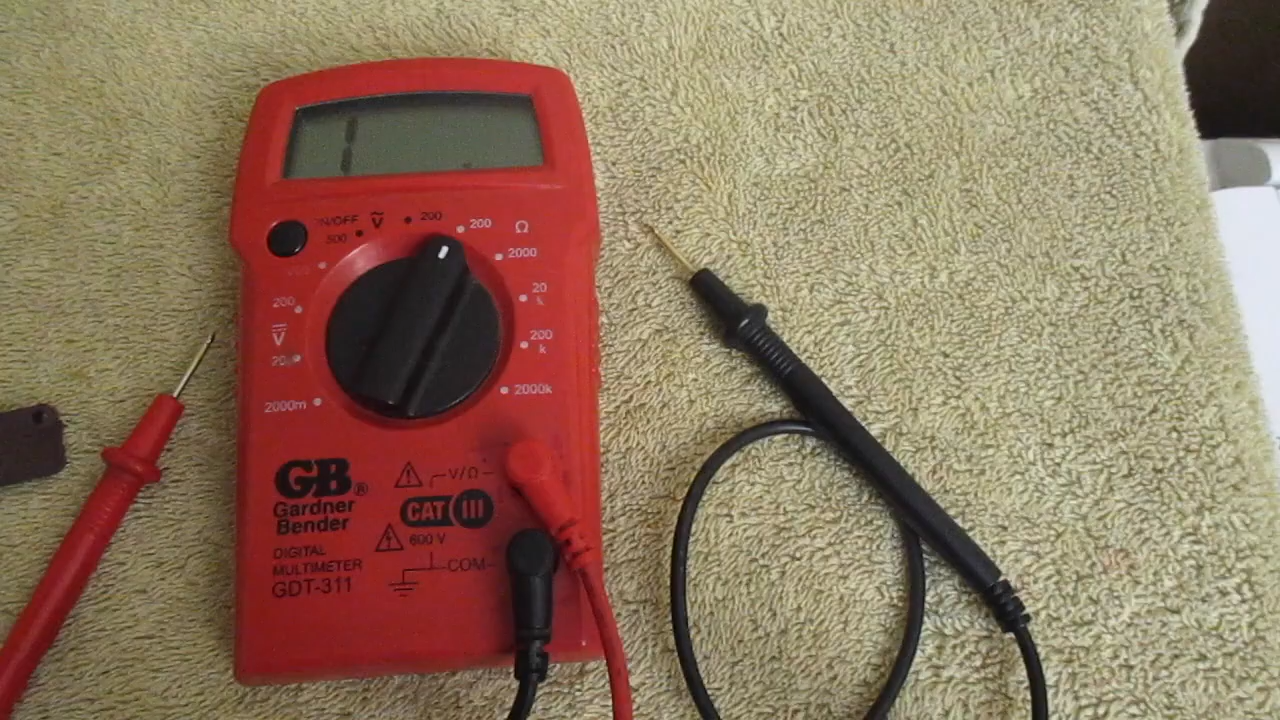 1 .
ON/OFF Ṽ 200 200 Ω
500 2000
200 20
k
V 200
20 k
2000m 2000k
GB® V/Ω
Gardner CAT III
Bender
DIGITAL 600 V
MULTIMETER COM
GDT-311